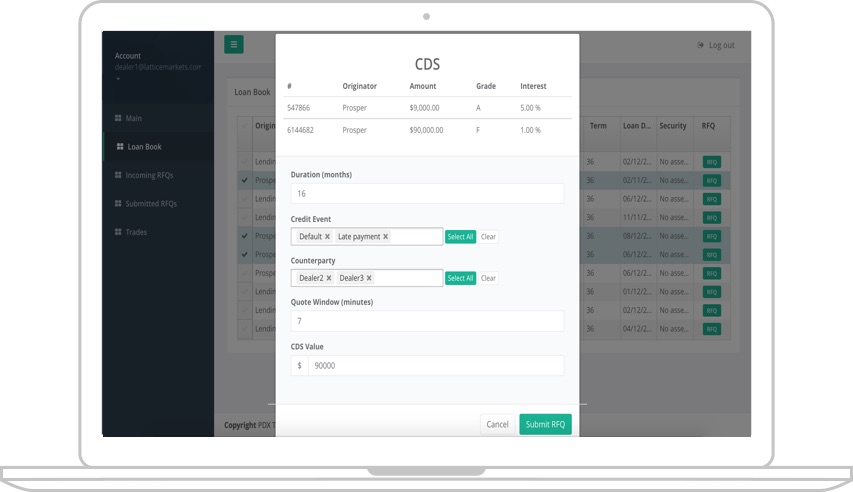 Account
dealer1@latticemarkets.com
Log out
Main
Loan Book
Incoming RFQs
Submitted RFQs
Trades
Loan Book
Origin
Term Loan D... Security RFQ
Lendin 36 02/12/2... No asse... RFQ
Prospe 36 02/11/2... No asse... RFQ
Lendin 36 06/12/2... No asse... RFQ
Lendin 36 11/11/2... No asse... RFQ
Prospe 36 08/12/2... No asse... RFQ
Prospe 36 06/12/2... No asse... RFQ
Prospe 36 06/12/2... No asse... RFQ
Lendin 36 01/12/2... No asse... RFQ
Lendin 36 02/12/2... No asse... RFQ
Lendin 36 04/12/2... No asse... RFQ
Copyright PDX T
CDS
# Originator Amount Grade Interest
547866 Prosper $9,000.00 A 5.00 %
6144682 Prosper $90,000.00 F 1.00 %
Duration (months)
16
Credit Event
Default × Late payment × Select All Clear
Counterparty
Dealer2 × Dealer3 × Select All Clear
Quote Window (minutes)
7
CDS Value
$ 90000
Cancel Submit RFQ